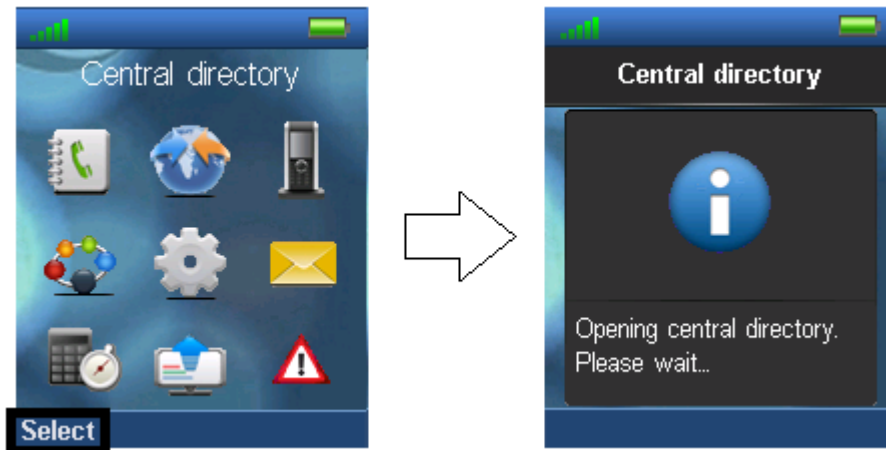 Central directory
Select
Central directory
Opening central directory.
Please wait...